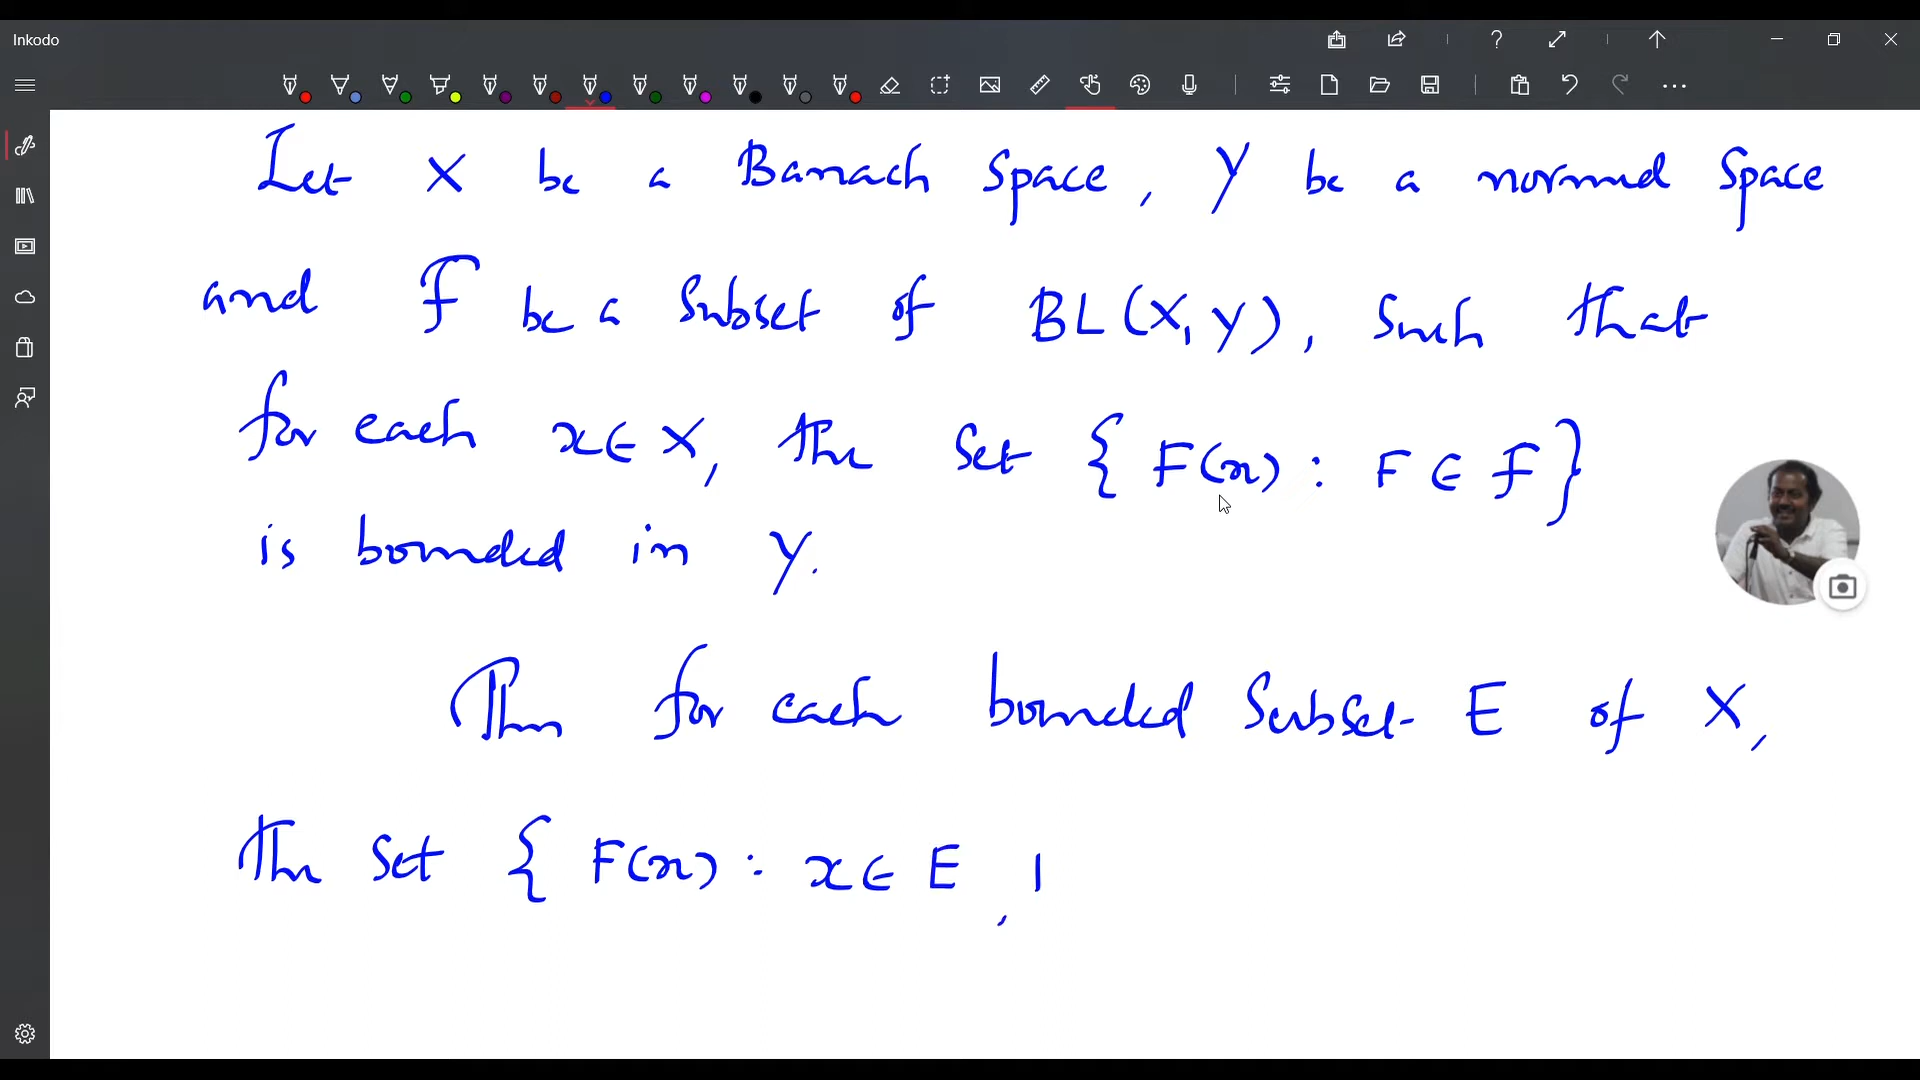 Inkodo
Let X be a Banach Space, Y be a normed Space
and F be a Subset of BL(X, Y), Such that
for each x ∈ X, the Set { F(x) : F ∈ F }
is bounded in Y.
Then for each bounded Subset E of X,
The Set { F(x) : x ∈ E ,